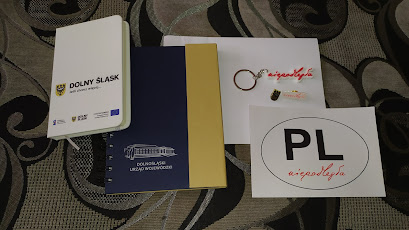 DOLNY ŚLĄSK
DOLNOŚLĄSKI
URZĄD WOJEWÓDZKI
niepodległa
PL
niepodległa